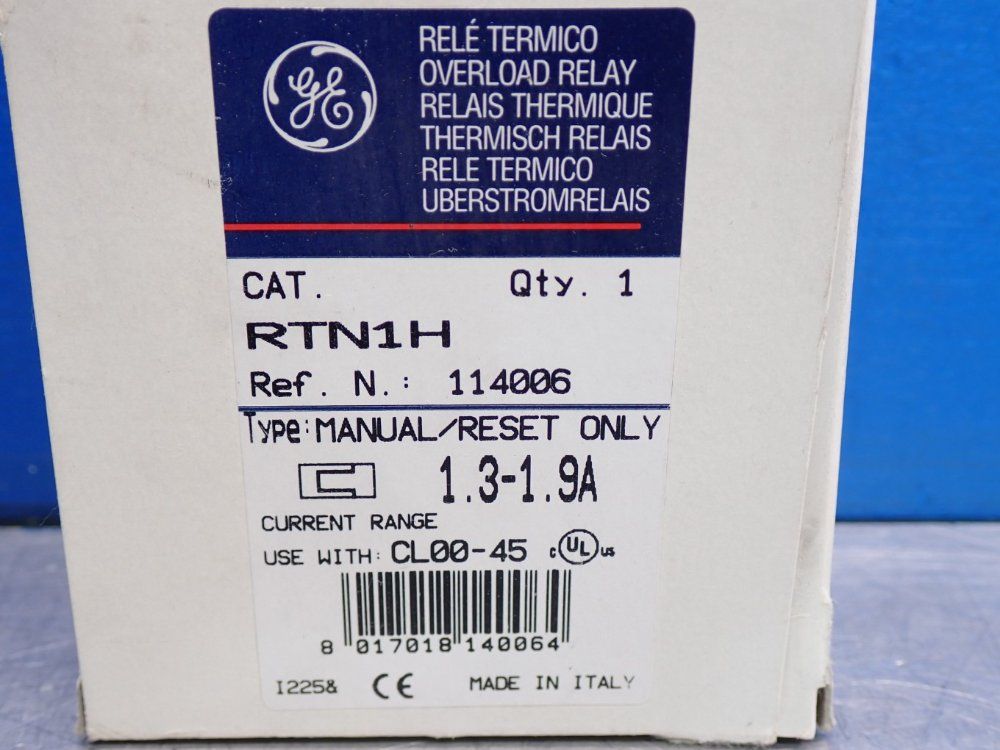 GE
RELÉ TERMICO
OVERLOAD RELAY
RELAIS THERMIQUE
THERMISCH RELAIS
RELE TERMICO
UBERSTROMRELAIS
CAT. Qty. 1
RTN1H
Ref. N.: 114006
Type: MANUAL/RESET ONLY
1.3-1.9A
CURRENT RANGE
USE WITH: CL00-45 c UL us
8 017018 140064
I225& CE MADE IN ITALY